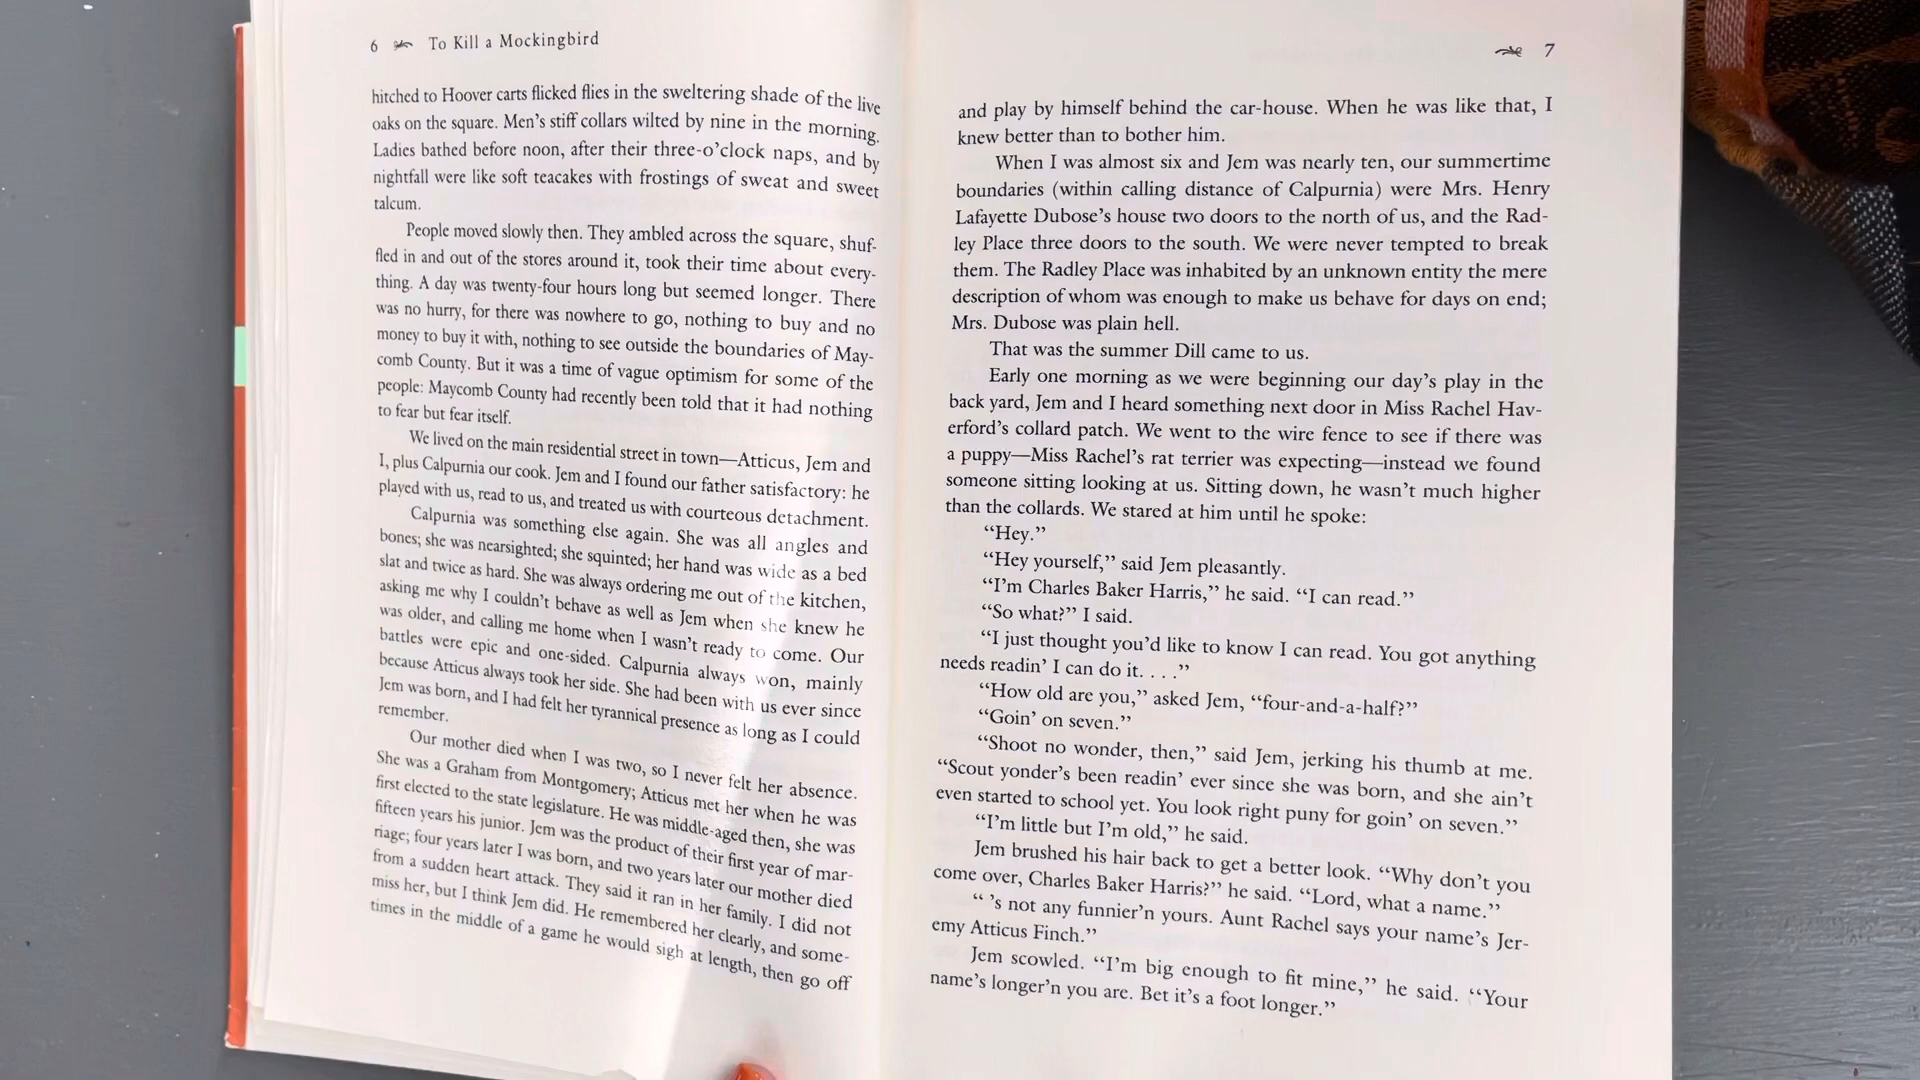 6 To Kill a Mockingbird
hitched to Hoover carts flicked flies in the sweltering shade of the live
oaks on the square. Men's stiff collars wilted by nine in the morning.
Ladies bathed before noon, after their three-o'clock naps, and by
nightfall were like soft teacakes with frostings of sweat and sweet
talcum.
People moved slowly then. They ambled across the square, shuf-
fled in and out of the stores around it, took their time about every-
thing. A day was twenty-four hours long but seemed longer. There
was no hurry, for there was nowhere to go, nothing to buy and no
money to buy it with, nothing to see outside the boundaries of May-
comb County. But it was a time of vague optimism for some of the
people: Maycomb County had recently been told that it had nothing
to fear but fear itself.
We lived on the main residential street in town—Atticus, Jem and
I, plus Calpurnia our cook. Jem and I found our father satisfactory: he
played with us, read to us, and treated us with courteous detachment.
Calpurnia was something else again. She was all angles and
bones; she was nearsighted; she squinted; her hand was wide as a bed
slat and twice as hard. She was always ordering me out of the kitchen,
asking me why I couldn't behave as well as Jem when she knew he
was older, and calling me home when I wasn't ready to come. Our
battles were epic and one-sided. Calpurnia always won, mainly
because Atticus always took her side. She had been with us ever since
Jem was born, and I had felt her tyrannical presence as long as I could
remember.
Our mother died when I was two, so I never felt her absence.
She was a Graham from Montgomery; Atticus met her when he was
first elected to the state legislature. He was middle-aged then, she was
fifteen years his junior. Jem was the product of their first year of mar-
riage; four years later I was born, and two years later our mother died
from a sudden heart attack. They said it ran in her family. I did not
miss her, but I think Jem did. He remembered her clearly, and some-
times in the middle of a game he would sigh at length, then go off
7
and play by himself behind the car-house. When he was like that, I
knew better than to bother him.
When I was almost six and Jem was nearly ten, our summertime
boundaries (within calling distance of Calpurnia) were Mrs. Henry
Lafayette Dubose's house two doors to the north of us, and the Rad-
ley Place three doors to the south. We were never tempted to break
them. The Radley Place was inhabited by an unknown entity the mere
description of whom was enough to make us behave for days on end;
Mrs. Dubose was plain hell.
That was the summer Dill came to us.
Early one morning as we were beginning our day's play in the
back yard, Jem and I heard something next door in Miss Rachel Hav-
erford's collard patch. We went to the wire fence to see if there was
a puppy—Miss Rachel's rat terrier was expecting—instead we found
someone sitting looking at us. Sitting down, he wasn't much higher
than the collards. We stared at him until he spoke:
"Hey."
"Hey yourself," said Jem pleasantly.
"I'm Charles Baker Harris," he said. "I can read."
"So what?" I said.
"I just thought you'd like to know I can read. You got anything
needs readin' I can do it. . . ."
"How old are you," asked Jem, "four-and-a-half?"
"Goin' on seven."
"Shoot no wonder, then," said Jem, jerking his thumb at me.
"Scout yonder's been readin' ever since she was born, and she ain't
even started to school yet. You look right puny for goin' on seven."
"I'm little but I'm old," he said.
Jem brushed his hair back to get a better look. "Why don't you
come over, Charles Baker Harris?" he said. "Lord, what a name."
" 's not any funnier'n yours. Aunt Rachel says your name's Jer-
emy Atticus Finch."
Jem scowled. "I'm big enough to fit mine," he said. "Your
name's longer'n you are. Bet it's a foot longer."